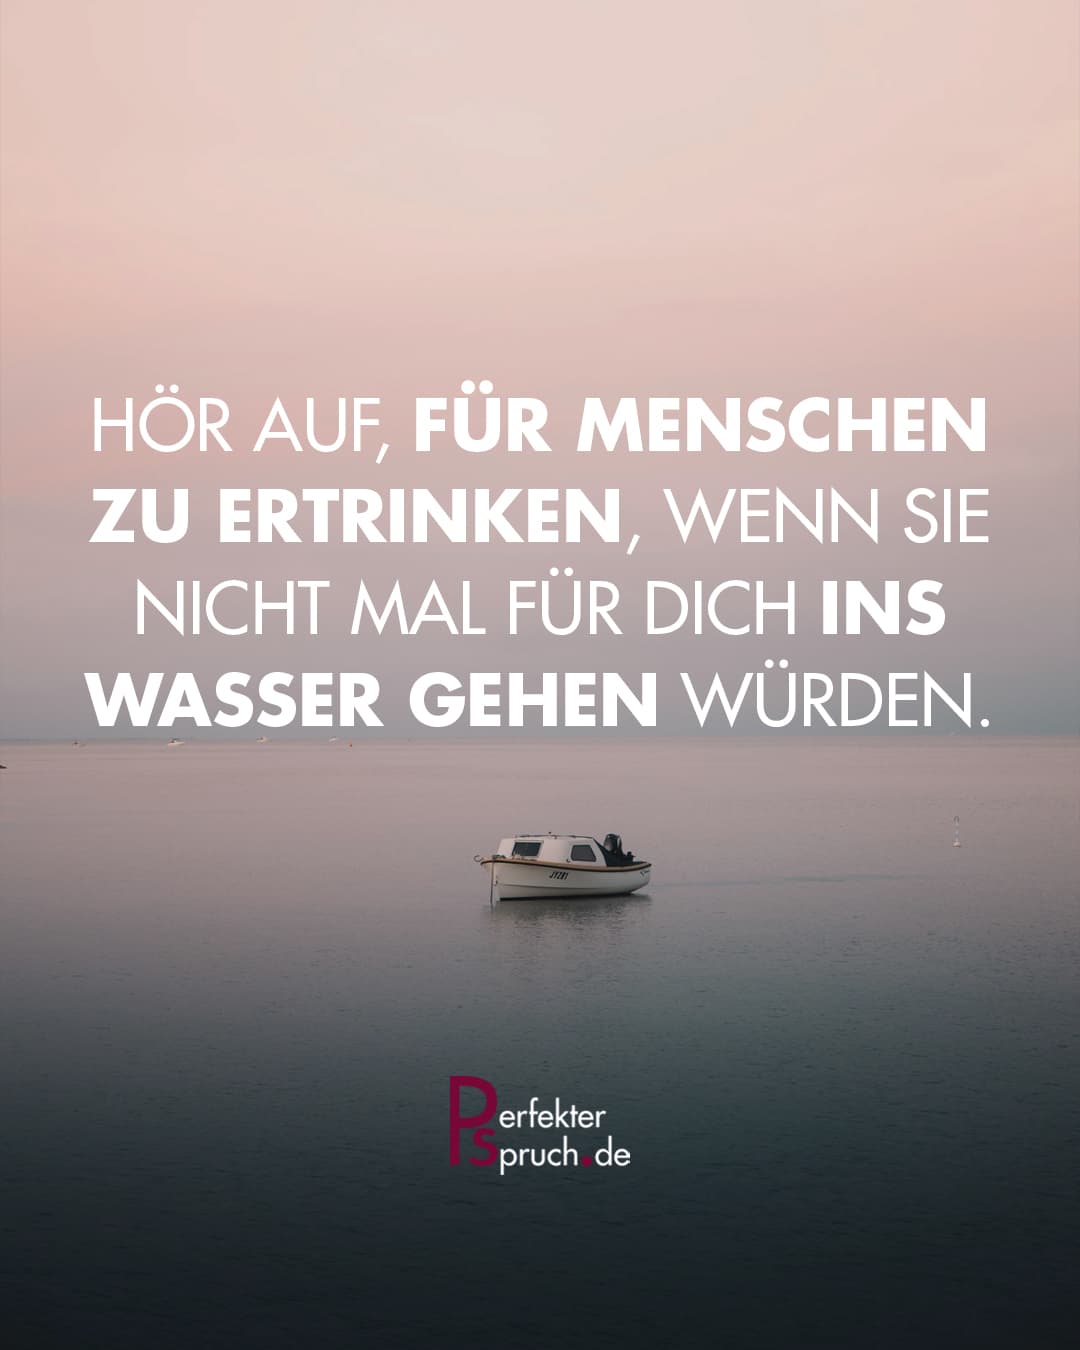 HÖR AUF, FÜR MENSCHEN
ZU ERTRINKEN, WENN SIE
NICHT MAL FÜR DICH INS
WASSER GEHEN WÜRDEN.
JYZ81
Perfekter
Spruch.de